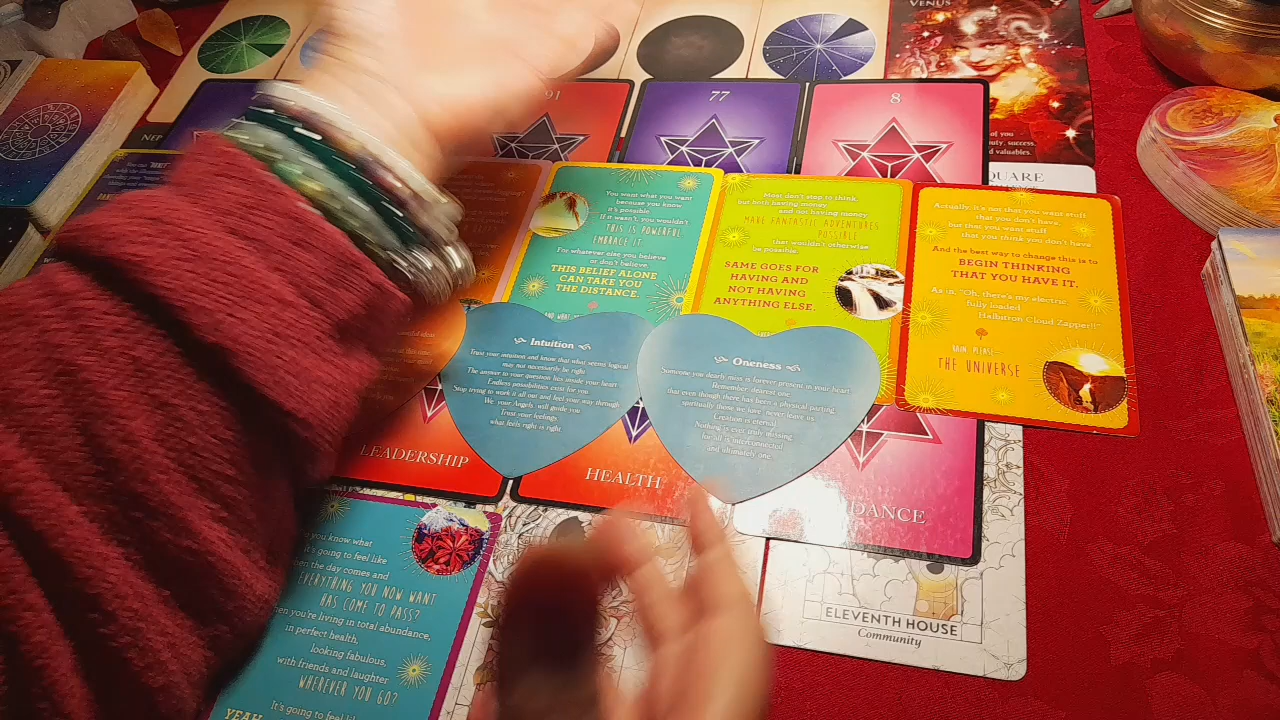 VENUS
91
77
8
of you
beauty, success,
valuables.
SQUARE
NEP
You want what you want
because you know
it's possible.
If it wasn't, you wouldn't.
THIS IS POWERFUL.
EMBRACE IT.
For whatever else you believe
or don't believe,
THIS BELIEF ALONE
CAN TAKE YOU
THE DISTANCE.
Most don't stop to think,
but both having money
and not having money
MAKE FANTASTIC ADVENTURES
POSSIBLE
that wouldn't otherwise
be possible.
SAME GOES FOR
HAVING AND
NOT HAVING
ANYTHING ELSE.
Actually, it's not that you want stuff
that you don't have,
but that you want stuff
that you think you don't have.
And the best way to change this is to
BEGIN THINKING
THAT YOU HAVE IT.
As in, "Oh, there's my electric,
fully loaded,
Halbitron Cloud Zapper!!"
THE UNIVERSE
Intuition
Trust your intuition and know that what seems logical
may not necessarily be right
The answer to your question lies inside your heart
Endless possibilities exist for you
Stop trying to work it all out and feel your way through
We, your Angels, will guide you
Trust your feelings,
what feels right is right.
Oneness
Someone you dearly miss is forever present in your heart
Remember, dearest one,
that even though there has been a physical parting,
spiritually those we love never leave us
Creation is eternal
Nothing is ever truly missing
for all is interconnected
and ultimately one.
LEADERSHIP
HEALTH
DANCE
you know what
it's going to feel like
when the day comes and
EVERYTHING YOU NOW WANT
HAS COME TO PASS?
When you're living in total abundance,
in perfect health,
looking fabulous,
with friends and laughter
WHEREVER YOU GO?
YEAH
It's going to feel like
ELEVENTH HOUSE
Community